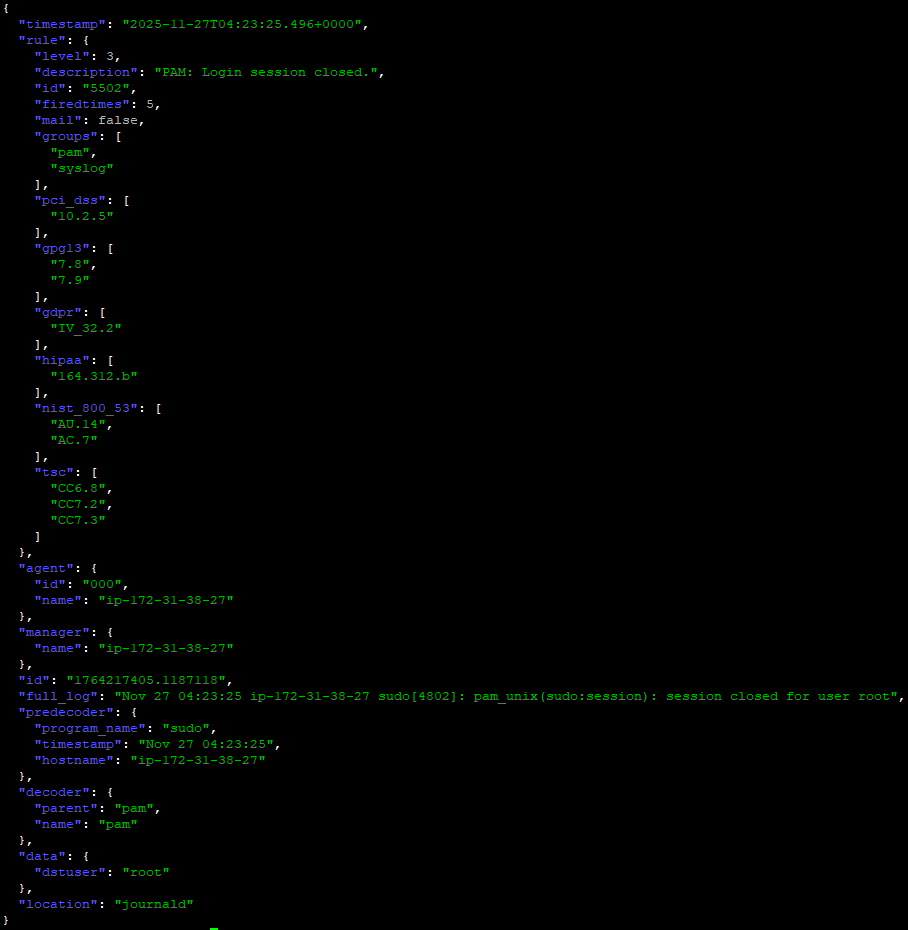 {
  "timestamp": "2025-11-27T04:23:25.496+0000",
  "rule": {
    "level": 3,
    "description": "PAM: Login session closed.",
    "id": "5502",
    "firedtimes": 5,
    "mail": false,
    "groups": [
      "pam",
      "syslog"
    ],
    "pci_dss": [
      "10.2.5"
    ],
    "gpg13": [
      "7.8",
      "7.9"
    ],
    "gdpr": [
      "IV_32.2"
    ],
    "hipaa": [
      "164.312.b"
    ],
    "nist_800_53": [
      "AU.14",
      "AC.7"
    ],
    "tsc": [
      "CC6.8",
      "CC7.2",
      "CC7.3"
    ]
  },
  "agent": {
    "id": "000",
    "name": "ip-172-31-38-27"
  },
  "manager": {
    "name": "ip-172-31-38-27"
  },
  "id": "1764217405.1187118",
  "full_log": "Nov 27 04:23:25 ip-172-31-38-27 sudo[4802]: pam_unix(sudo:session): session closed for user root",
  "predecoder": {
    "program_name": "sudo",
    "timestamp": "Nov 27 04:23:25",
    "hostname": "ip-172-31-38-27"
  },
  "decoder": {
    "parent": "pam",
    "name": "pam"
  },
  "data": {
    "dstuser": "root"
  },
  "location": "journald"
}